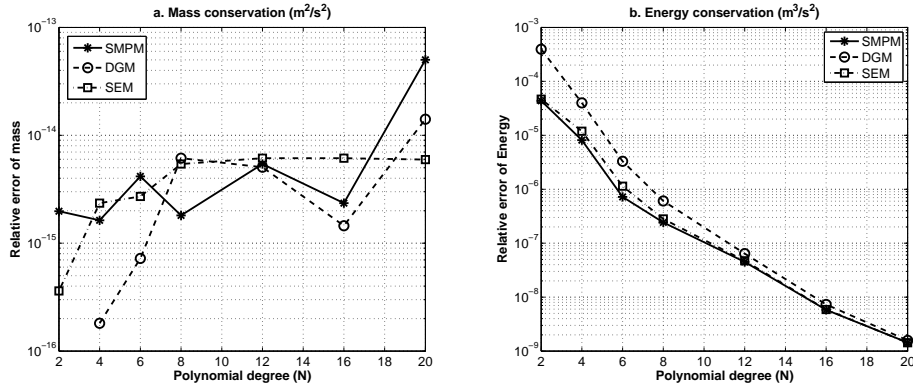 a. Mass conservation (m²/s²)
10⁻¹³
10⁻¹⁴
10⁻¹⁵
10⁻¹⁶
Relative error of mass
SMPM
DGM
SEM
2 4 6 8 10 12 14 16 18 20
Polynomial degree (N)
b. Energy conservation (m³/s²)
10⁻³
10⁻⁴
10⁻⁵
10⁻⁶
10⁻⁷
10⁻⁸
10⁻⁹
Relative error of Energy
SMPM
DGM
SEM
2 4 6 8 10 12 14 16 18 20
Polynomial degree (N)